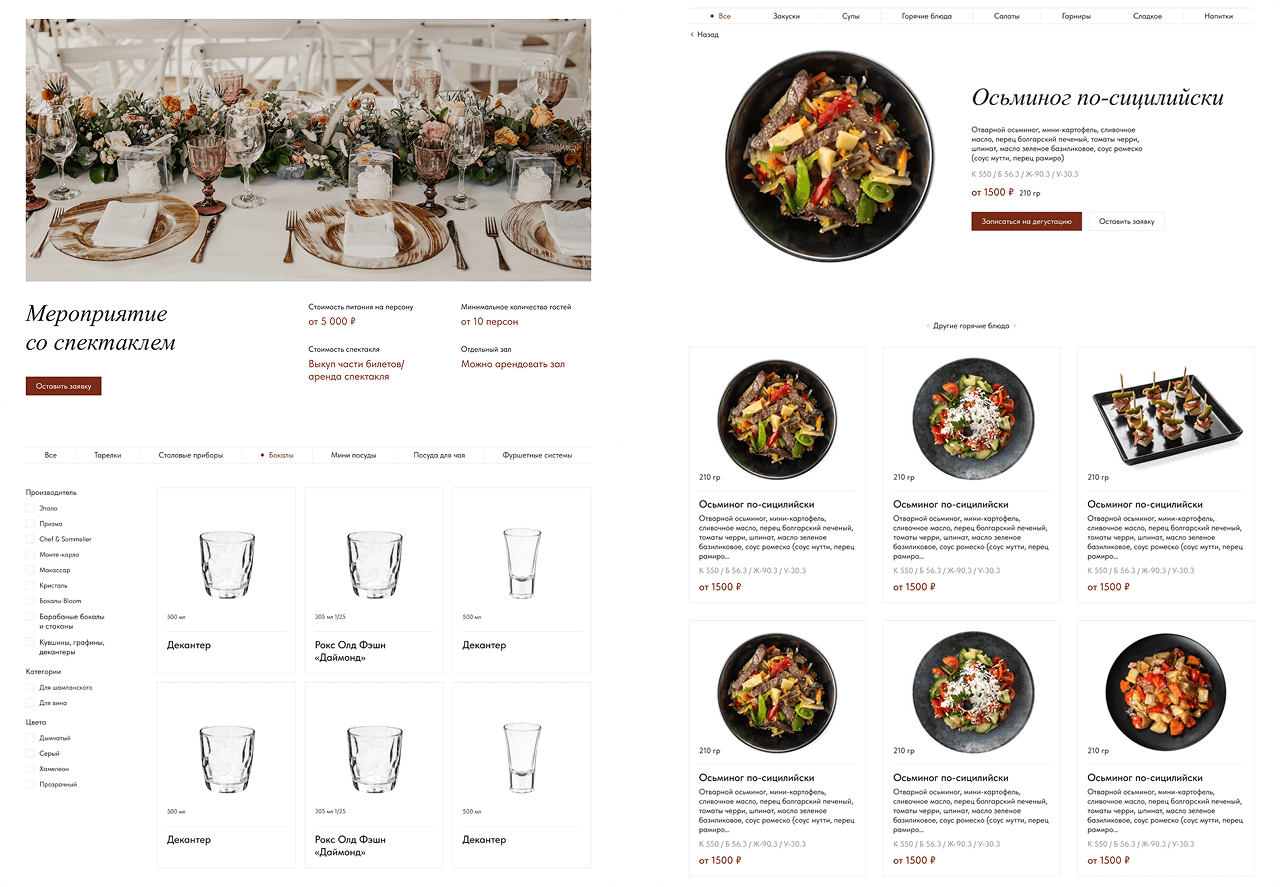 Мероприятие
со спектаклем
Оставить заявку
Стоимость питания на персону
от 5 000 ₽
Минимальное количество гостей
от 10 персон
Стоимость спектакля
Выкуп части билетов/
аренда спектакля
Отдельный зал
Можно арендовать зал
Все Тарелки Столовые приборы Бокалы Мини посуды Посуда для чая Фуршетные системы
Производитель
Этало
Призма
Chef & Sommelier
Монте-карло
Макассар
Кристаль
Бокалы Bloom
Барабаные бокалы
и стаканы
Кувшины, графины,
декантеры
Категории
Для шампанского
Для вина
Цвета
Дымчатый
Серый
Хамелеон
Прозрачный
500 мл
Декантер
305 мл 1/25
Рокс Олд Фэшн
«Даймонд»
500 мл
Декантер
500 мл
Декантер
305 мл 1/25
Рокс Олд Фэшн
«Даймонд»
500 мл
Декантер
Все Закуски Супы Горячие блюда Салаты Гарниры Сладкое Напитки
Назад
Осьминог по-сицилийски
Отварной осьминог, мини-картофель, сливочное
масло, перец болгарский печеный, томаты черри,
шпинат, масло зеленое базиликовое, соус ромеско
(соус мутти, перец рамиро)
К 550 / Б 56.3 / Ж-90.3 / У-30.3
от 1500 ₽ 210 гр
Записаться на дегустацию
Оставить заявку
Другие горячие блюда
210 гр
Осьминог по-сицилийски
Отварной осьминог, мини-картофель,
сливочное масло, перец болгарский печеный,
томаты черри, шпинат, масло зеленое
базиликовое, соус ромеско (соус мутти, перец
рамиро...
К 550 / Б 56.3 / Ж-90.3 / У-30.3
от 1500 ₽
210 гр
Осьминог по-сицилийски
Отварной осьминог, мини-картофель,
сливочное масло, перец болгарский печеный,
томаты черри, шпинат, масло зеленое
базиликовое, соус ромеско (соус мутти, перец
рамиро...
К 550 / Б 56.3 / Ж-90.3 / У-30.3
от 1500 ₽
210 гр
Осьминог по-сицилийски
Отварной осьминог, мини-картофель,
сливочное масло, перец болгарский печеный,
томаты черри, шпинат, масло зеленое
базиликовое, соус ромеско (соус мутти, перец
рамиро...
К 550 / Б 56.3 / Ж-90.3 / У-30.3
от 1500 ₽
210 гр
Осьминог по-сицилийски
Отварной осьминог, мини-картофель,
сливочное масло, перец болгарский печеный,
томаты черри, шпинат, масло зеленое
базиликовое, соус ромеско (соус мутти, перец
рамиро...
К 550 / Б 56.3 / Ж-90.3 / У-30.3
от 1500 ₽
210 гр
Осьминог по-сицилийски
Отварной осьминог, мини-картофель,
сливочное масло, перец болгарский печеный,
томаты черри, шпинат, масло зеленое
базиликовое, соус ромеско (соус мутти, перец
рамиро...
К 550 / Б 56.3 / Ж-90.3 / У-30.3
от 1500 ₽
210 гр
Осьминог по-сицилийски
Отварной осьминог, мини-картофель,
сливочное масло, перец болгарский печеный,
томаты черри, шпинат, масло зеленое
базиликовое, соус ромеско (соус мутти, перец
рамиро...
К 550 / Б 56.3 / Ж-90.3 / У-30.3
от 1500 ₽